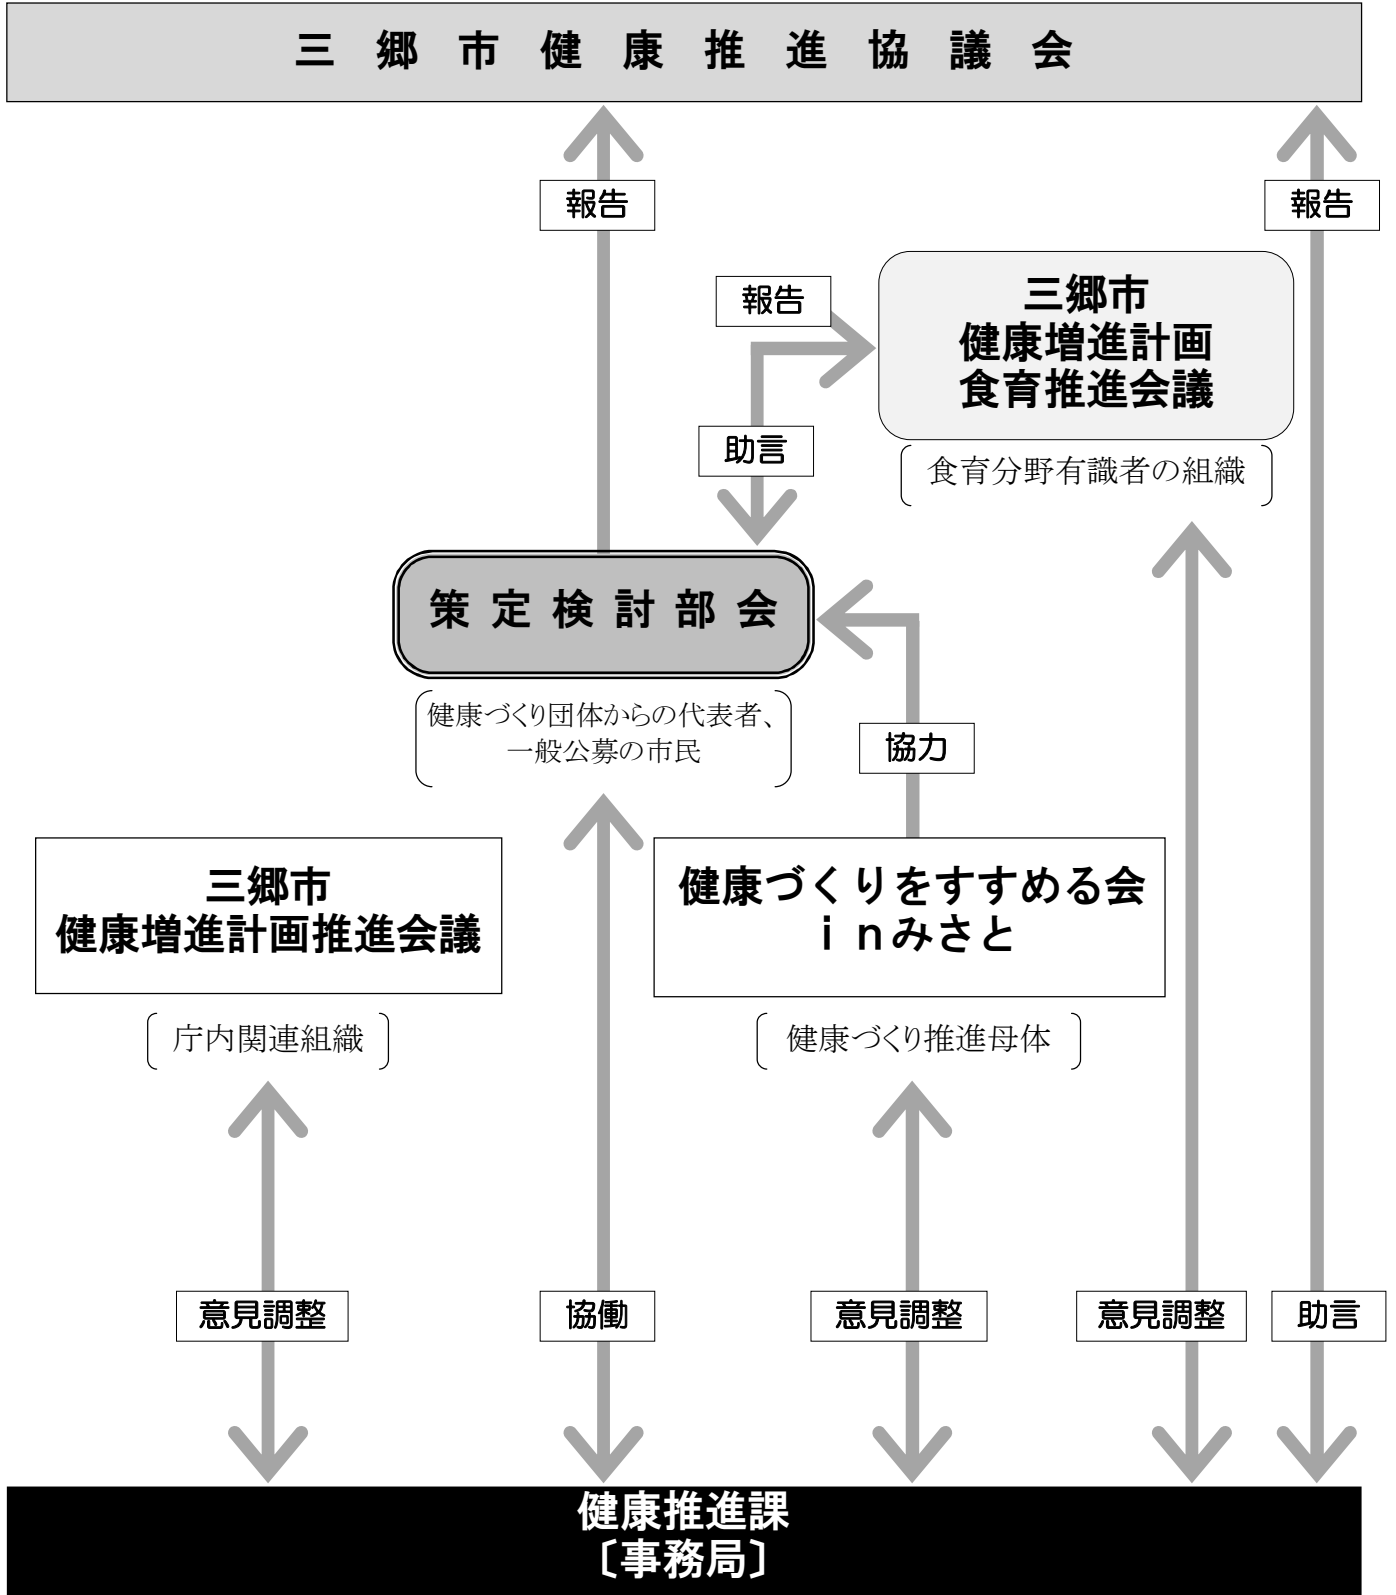 三郷市健康推進協議会
報告
報告
報告
三郷市
健康増進計画
食育推進会議
助言
食育分野有識者の組織
策定検討部会
健康づくり団体からの代表者、
一般公募の市民
協力
三郷市
健康増進計画推進会議
健康づくりをすすめる会
ｉｎみさと
庁内関連組織
健康づくり推進母体
意見調整
協働
意見調整
意見調整
助言
健康推進課
〔事務局〕